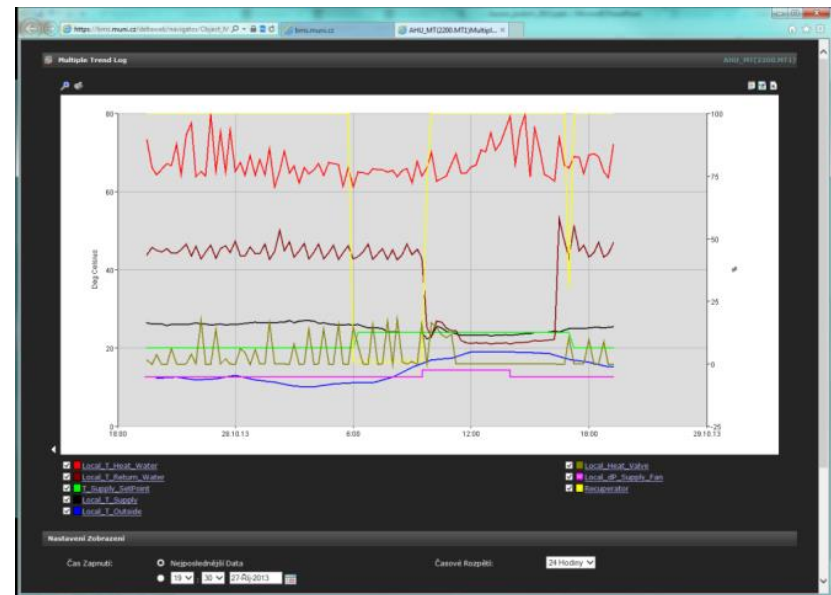 https://bms.muni.cz/deltaweb/navigator/Object_N
bms.muni.cz
AHU_MT(2200.MT1)Multipl...
Multiple Trend Log
AHU_MT(2200.MT1)
80
60
40
20
0
Deg Celsius
100
75
50
25
0
-25
%
18:00
28.10.13
6:00
12:00
18:00
29.10.13
Local_T_Heat_Water
Local_T_Return_Water
T_Supply_SetPoint
Local_T_Supply
Local_T_Outside
Local_Heat_Valve
Local_dP_Supply_Fan
Recuperator
Nastavení Zobrazení
Čas Zapnutí:
Nejposlednější Data
19 : 30 27-Říj-2013
Časové Rozpětí:
24 Hodiny